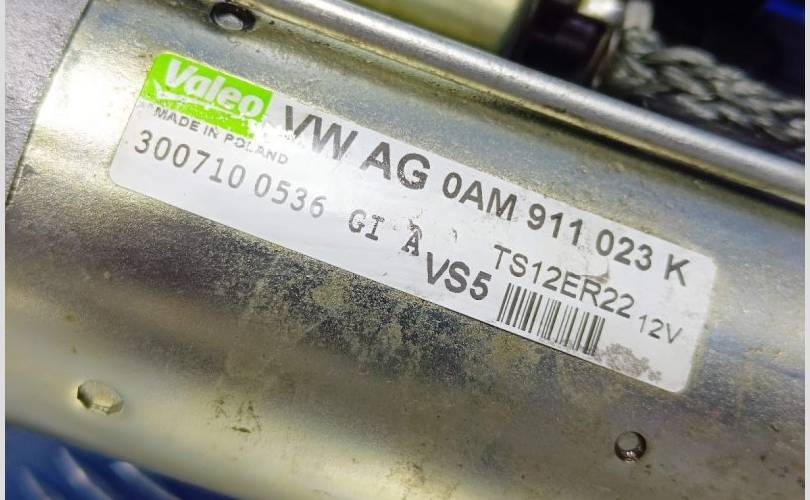 Valeo
VW AG 0AM 911 023 K
MADE IN POLAND
300710 0536 GI A
TS12ER22 12V
VS5